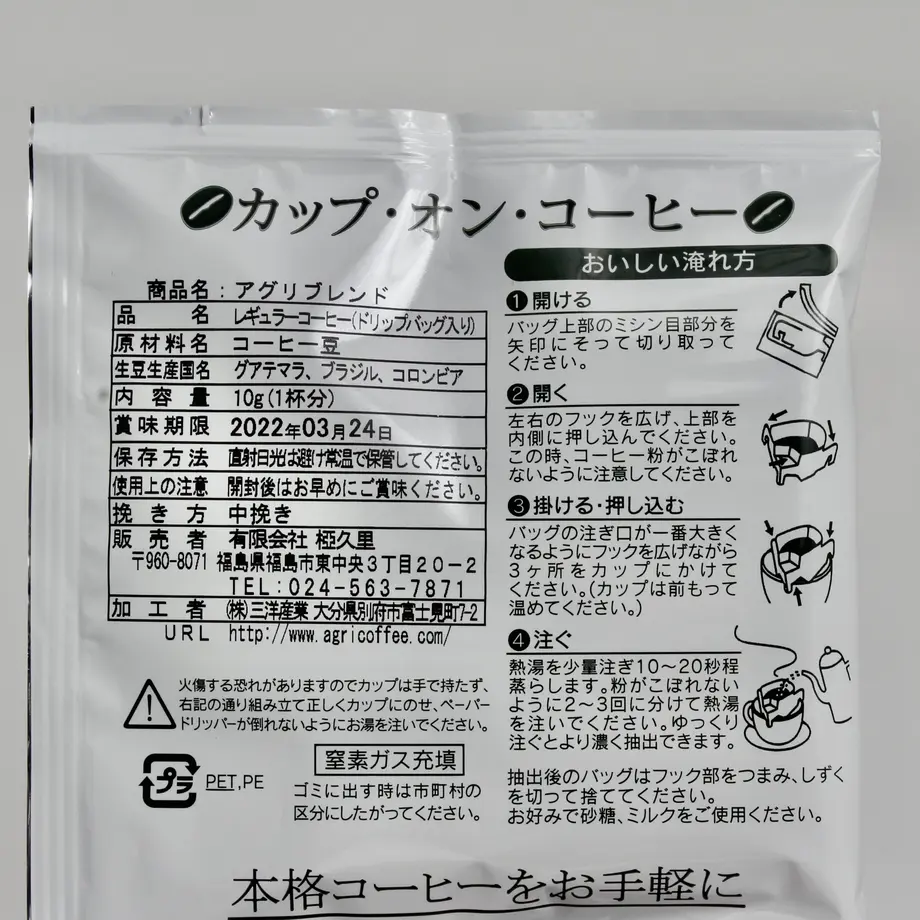 カップ・オン・コーヒー
商品名：アグリブレンド
品名 レギュラーコーヒー(ドリップバッグ入り)
原材料名 コーヒー豆
生豆生産国名 グアテマラ、ブラジル、コロンビア
内容量 10g(1杯分)
賞味期限 2022年03月24日
保存方法 直射日光は避け常温で保管してください。
使用上の注意 開封後はお早めにご賞味ください。
挽き方 中挽き
販売者 有限会社 極久里
〒960-8071 福島県福島市東中央3丁目20-2
TEL:024-563-7871
加工者 (株)三洋産業 大分県別府市富士見町7-2
URL http://www.agricoffee.com/
火傷する恐れがありますのでカップは手で持たず、
右記の通り組み立て正しくカップにのせ、ペーパー
ドリッパーが倒れないようにお湯を注いでください。
プラ PET,PE
窒素ガス充填
ゴミに出す時は市町村の
区分にしたがってください。
おいしい淹れ方
❶開ける
バッグ上部のミシン目部分を
矢印にそって切り取って
ください。
❷開く
左右のフックを広げ、上部を
内側に押し込んでください。
この時、コーヒー粉がこぼれ
ないように注意してください。
❸掛ける・押し込む
バッグの注ぎ口が一番大きく
なるようにフックを広げながら
3ヶ所をカップにかけて
ください。(カップは前もって
温めてください。)
❹注ぐ
熱湯を少量注ぎ10〜20秒程
蒸らします。粉がこぼれない
ように2〜3回に分けて熱湯
を注いでください。ゆっくり
注ぐとより濃く抽出できます。
抽出後のバッグはフック部をつまみ、しずく
を切って捨ててください。
お好みで砂糖、ミルクをご使用ください。
本格コーヒーをお手軽に